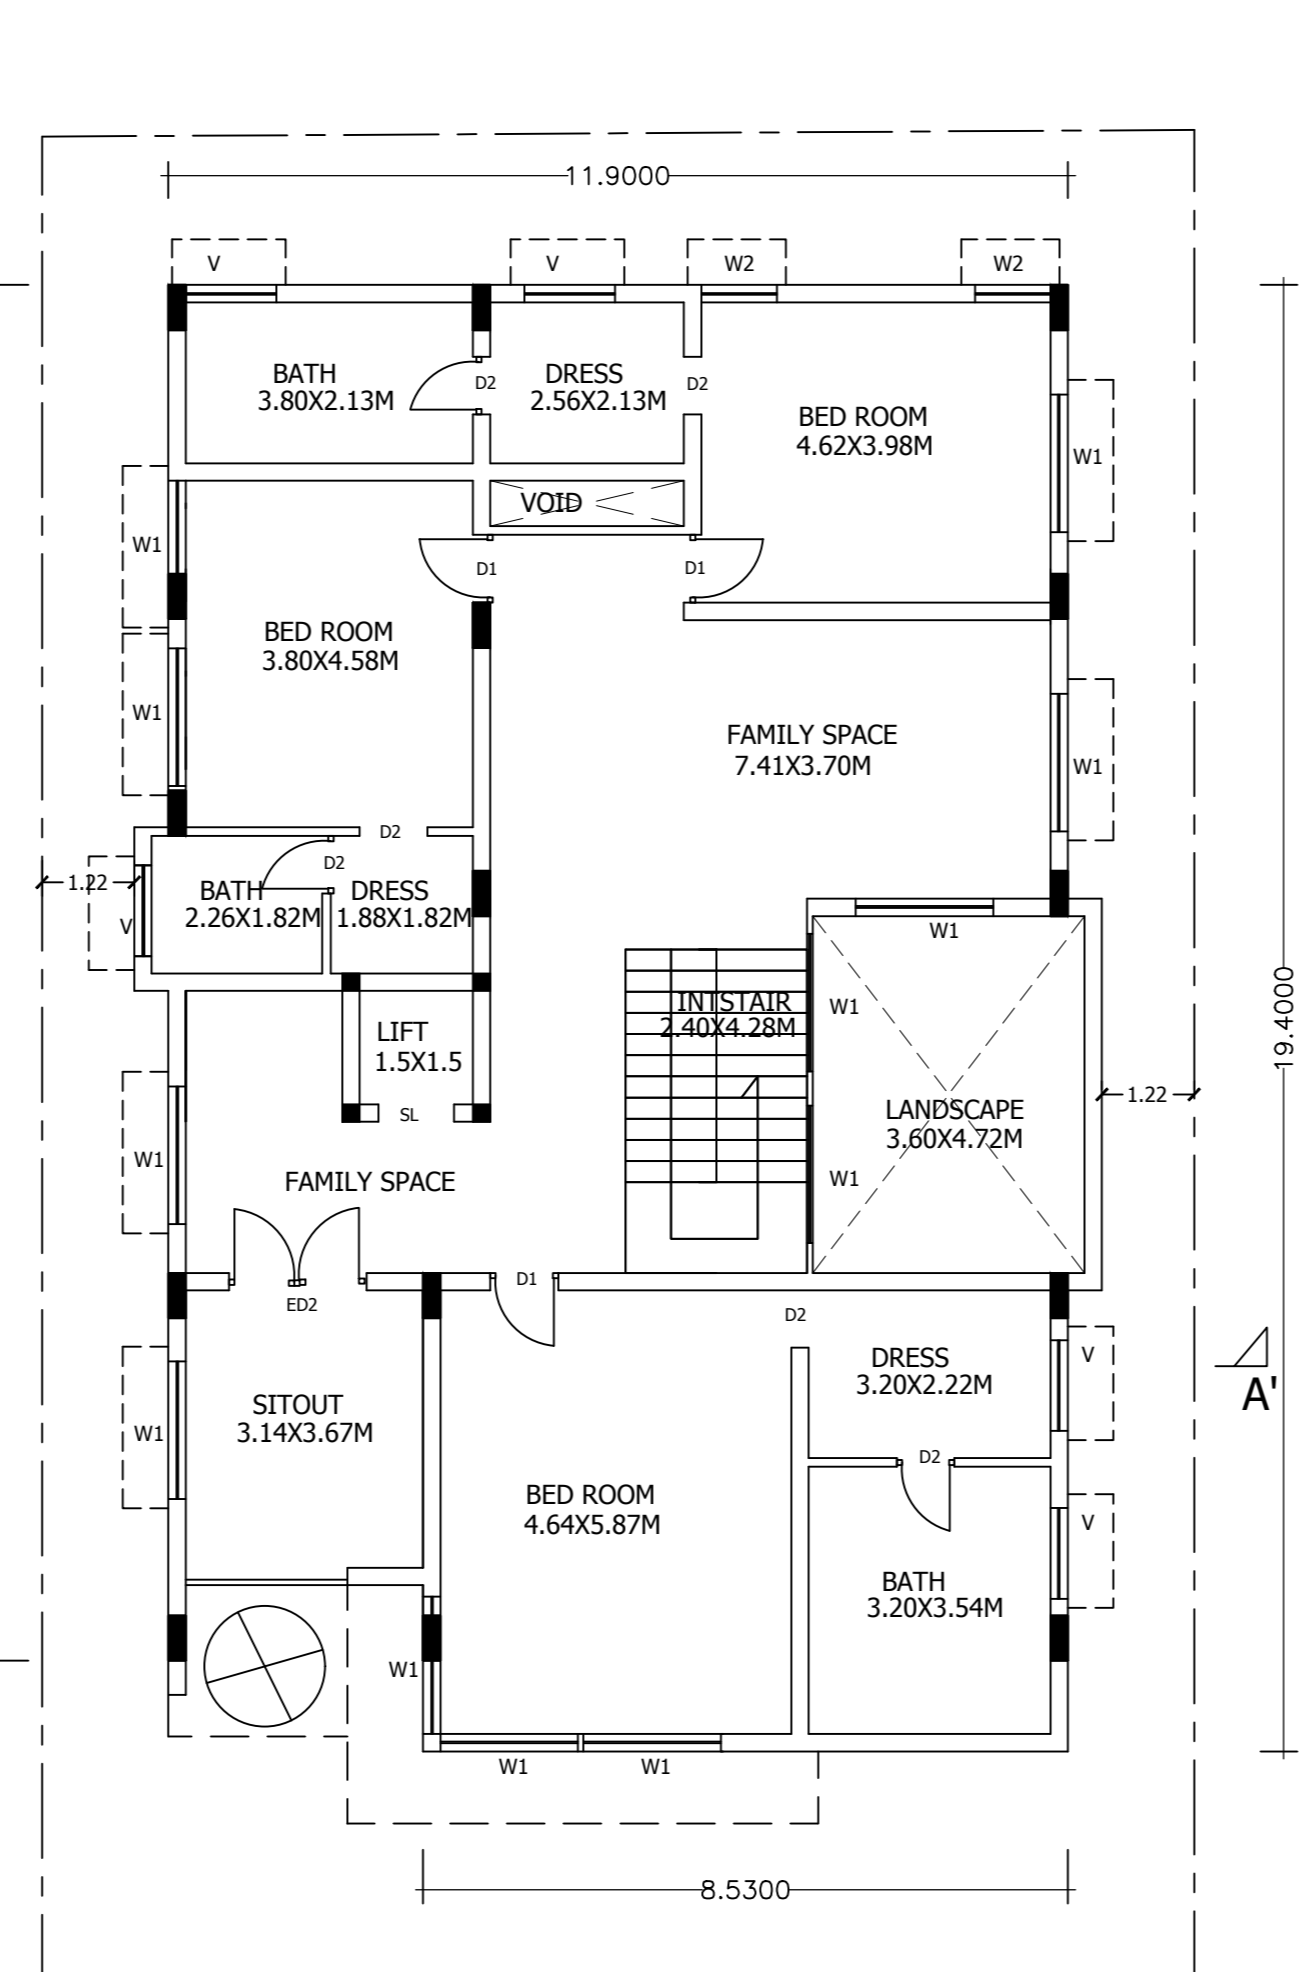 11.9000
V
V
W2
W2
BATH
3.80X2.13M
D2
DRESS
2.56X2.13M
D2
BED ROOM
4.62X3.98M
W1
VOID
W1
D1
D1
BED ROOM
3.80X4.58M
W1
FAMILY SPACE
7.41X3.70M
W1
D2
D2
1.22
BATH
2.26X1.82M
DRESS
1.88X1.82M
V
W1
INTSTAIR
2.40X4.28M
W1
19.4000
LIFT
1.5X1.5
SL
LANDSCAPE
3.60X4.72M
1.22
W1
W1
FAMILY SPACE
D1
ED2
D2
DRESS
3.20X2.22M
V
A'
SITOUT
3.14X3.67M
W1
D2
BED ROOM
4.64X5.87M
V
BATH
3.20X3.54M
W1
W1
W1
8.5300